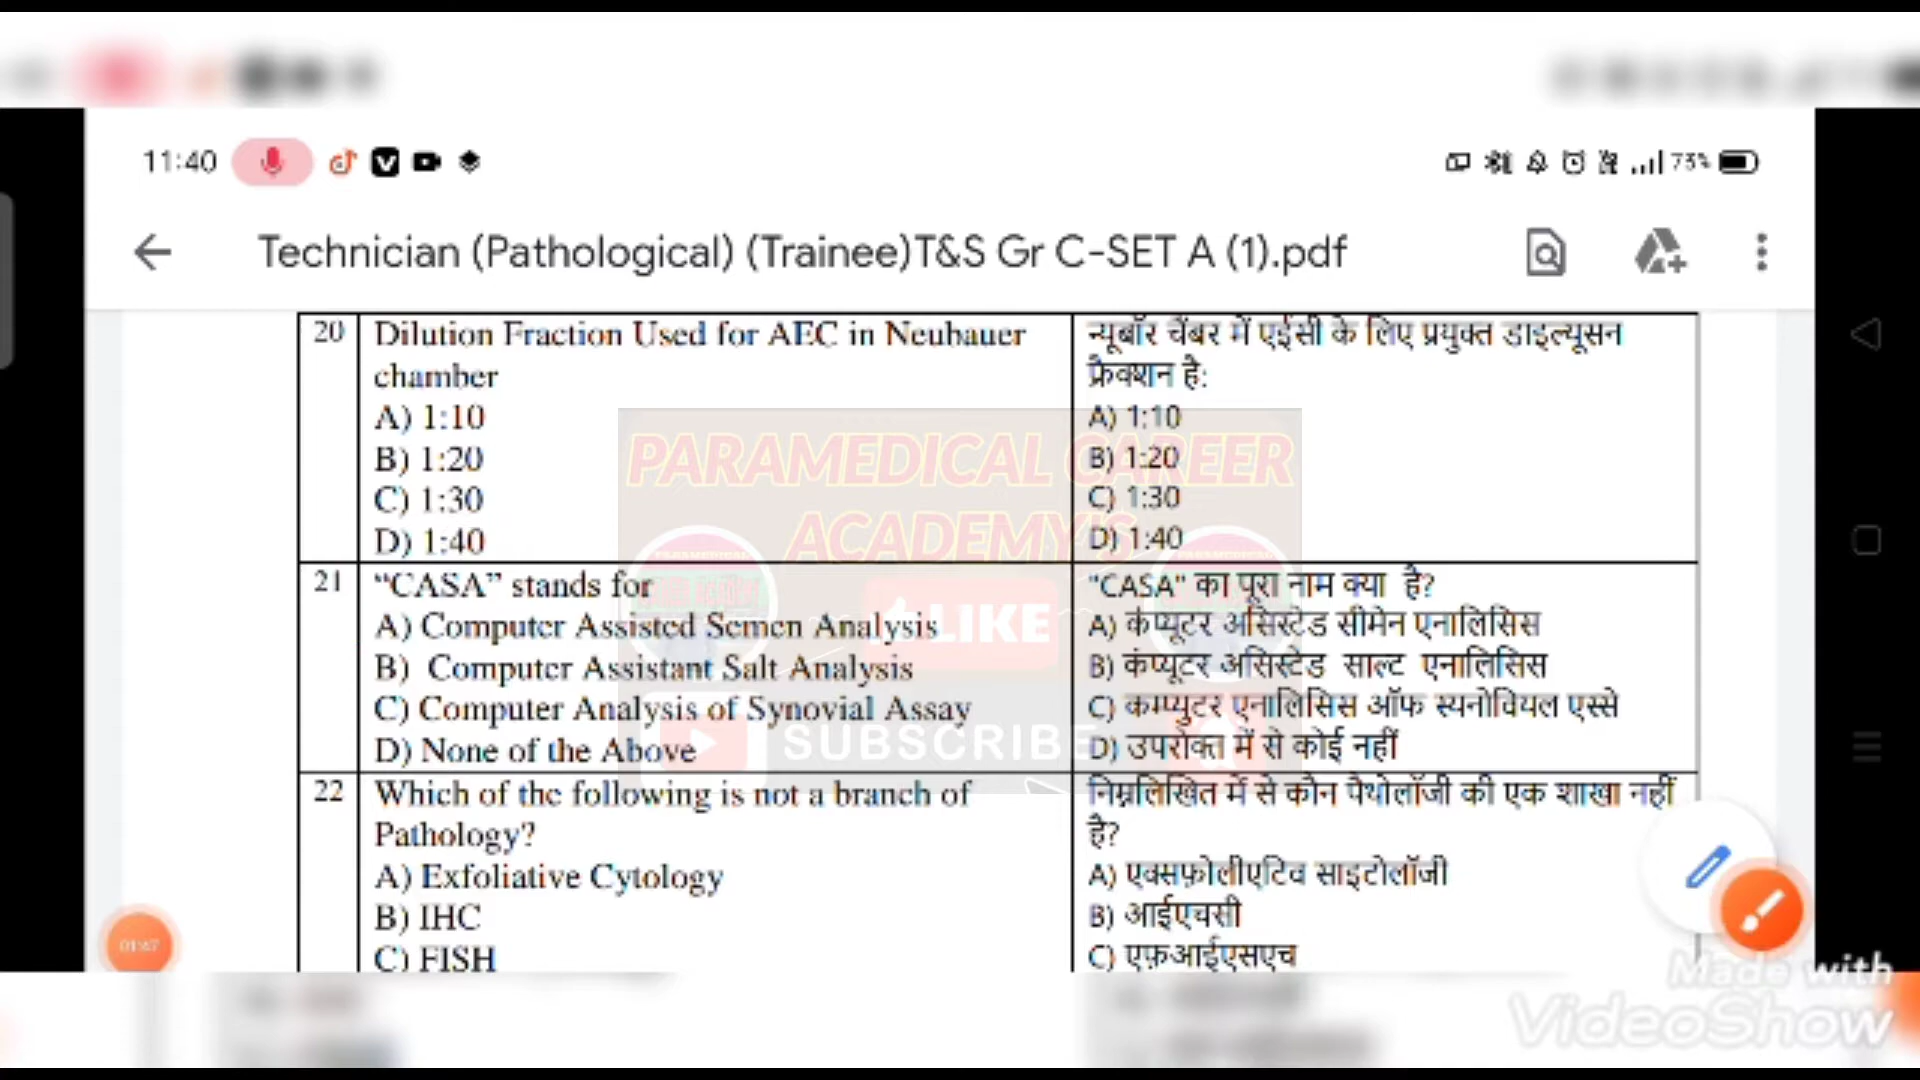 11:40
73%
Technician (Pathological) (Trainee)T&S Gr C-SET A (1).pdf
20
Dilution Fraction Used for AEC in Neubauer
chamber
A) 1:10
B) 1:20
C) 1:30
D) 1:40
न्यूबॉर चेंबर में एईसी के लिए प्रयुक्त डाइल्यूसन
फ्रैक्शन है:
A) 1:10
B) 1:20
C) 1:30
D) 1:40
21
“CASA” stands for
A) Computer Assisted Semen Analysis
B) Computer Assistant Salt Analysis
C) Computer Analysis of Synovial Assay
D) None of the Above
"CASA" का पूरा नाम क्या है?
A) कंप्यूटर असिस्टेड सीमेन एनालिसिस
B) कंप्यूटर असिस्टेड साल्ट एनालिसिस
C) कम्प्युटर एनालिसिस ऑफ स्यनोवियल एस्से
D) उपरोक्त में से कोई नहीं
22
Which of the following is not a branch of
Pathology?
A) Exfoliative Cytology
B) IHC
C) FISH
निम्नलिखित में से कौन पैथोलॉजी की एक शाखा नहीं
है?
A) एक्सफ़ोलीएटिव साइटोलॉजी
B) आईएचसी
C) एफ़आईएसएच
PARAMEDICAL CAREER
ACADEMY'S
LIKE
SUBSCRIBE
01:47
Made with
VideoShow